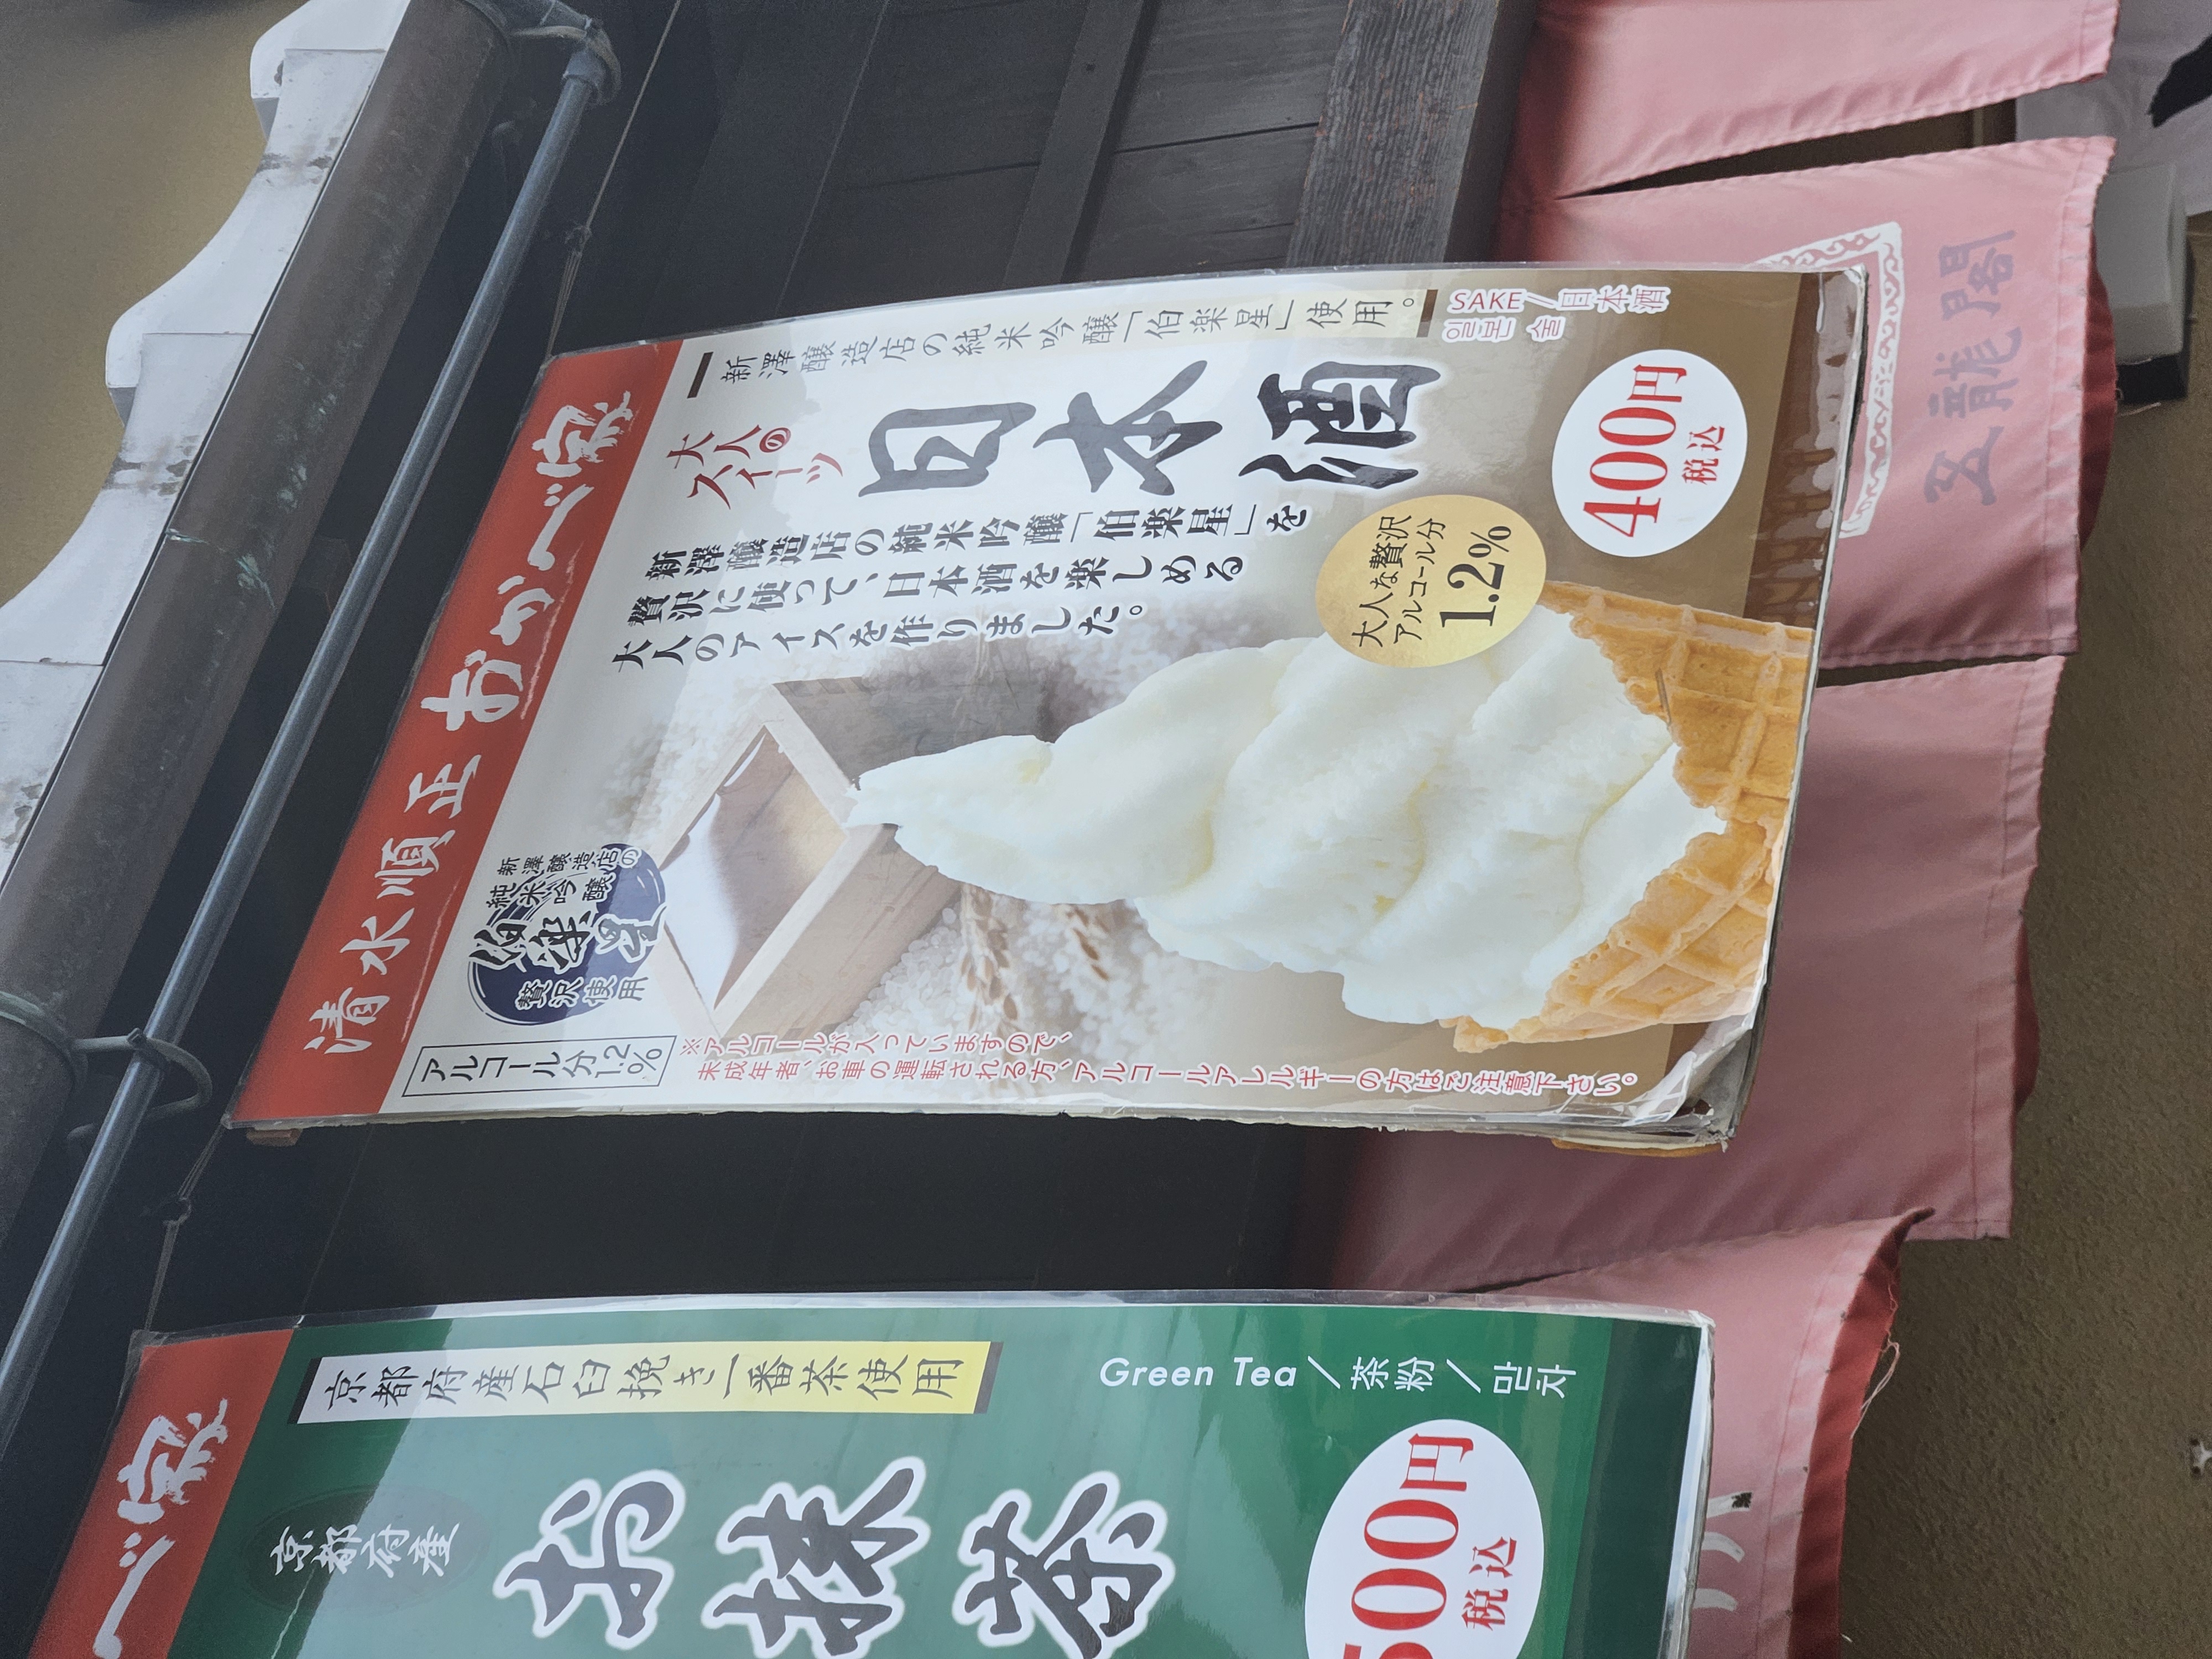 べ家
京都府産
お抹茶
京都府産石臼挽き一番茶使用
Green Tea/茶粉/맏차
500円
税込
清水順正 おかべ家
新澤醸造店の純米吟醸「伯楽星」使用。
SAKE/日本酒
일본 술
大人の
スイーツ
日本酒
新澤醸造店の純米吟醸「伯楽星」を
贅沢に使って、日本酒を楽しめる
大人のアイスを作りました。
新澤醸造店の
純米吟醸
伯楽星
贅沢使用
アルコール分1.2%
※アルコールが入っていますので、
未成年者、お車の運転される方、アルコールアレルギーの方はご注意下さい。
大人な贅沢
アルコール分
1.2%
400円
税込
五龍閣